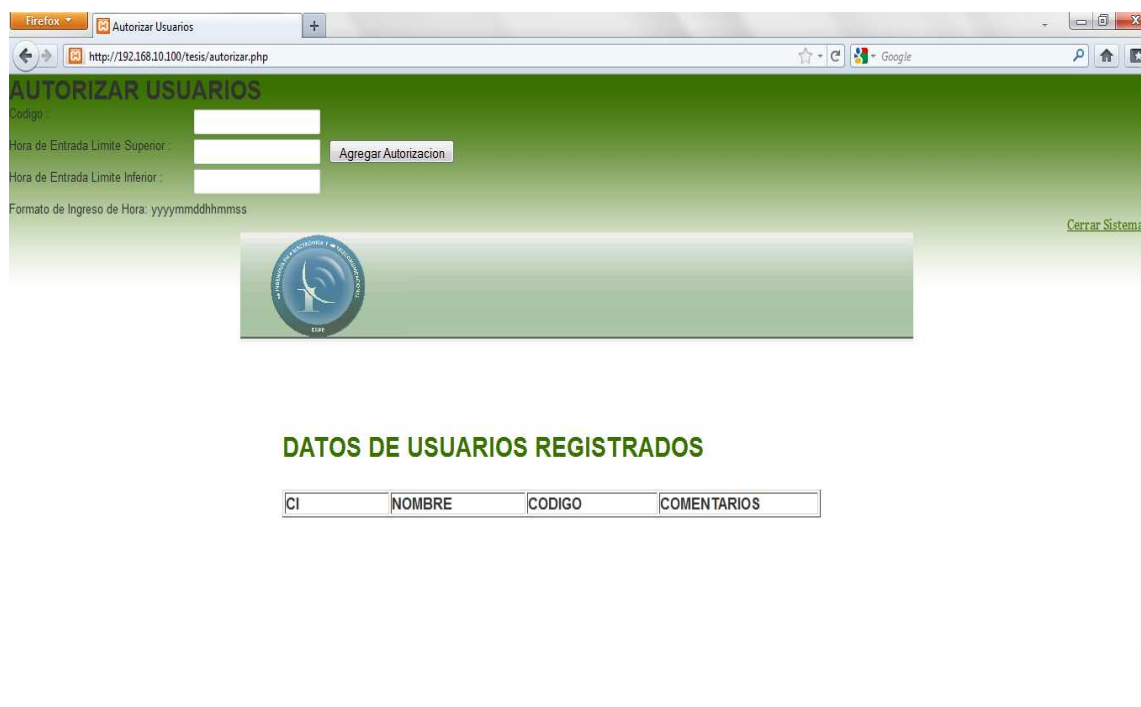 Firefox
Autorizar Usuarios
http://192.168.10.100/tesis/autorizar.php
Google
AUTORIZAR USUARIOS
Codigo :
Hora de Entrada Limite Superior :
Agregar Autorizacion
Hora de Entrada Limite Inferior :
Formato de Ingreso de Hora: yyyymmddhhmmss
Cerrar Sistema
ESPE
DATOS DE USUARIOS REGISTRADOS
CI NOMBRE CODIGO COMENTARIOS